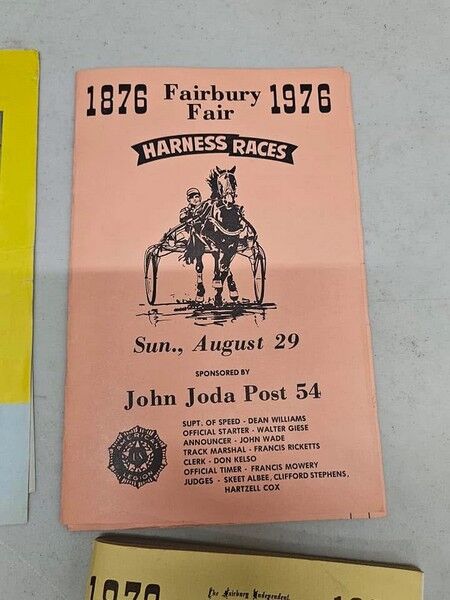 1876 Fairbury Fair 1976
HARNESS RACES
Sun., August 29
SPONSORED BY
John Joda Post 54
SUPT. OF SPEED - DEAN WILLIAMS
OFFICIAL STARTER - WALTER GIESE
ANNOUNCER - JOHN WADE
TRACK MARSHAL - FRANCIS RICKETTS
CLERK - DON KELSO
OFFICIAL TIMER - FRANCIS MOWERY
JUDGES - SKEET ALBEE, CLIFFORD STEPHENS,
HARTZELL COX
AMERICAN
U.S.
LEGION
The Fairbury Independent